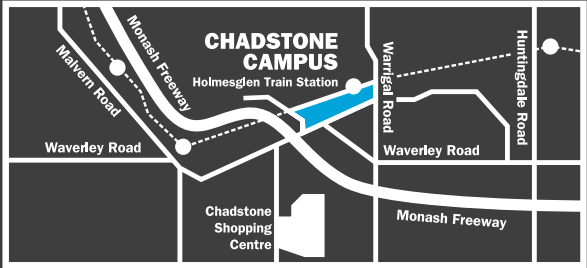 Malvern Road
Monash Freeway
CHADSTONE
CAMPUS
Holmesglen Train Station
Warrigal Road
Huntingdale Road
Waverley Road
Waverley Road
Chadstone
Shopping
Centre
Monash Freeway